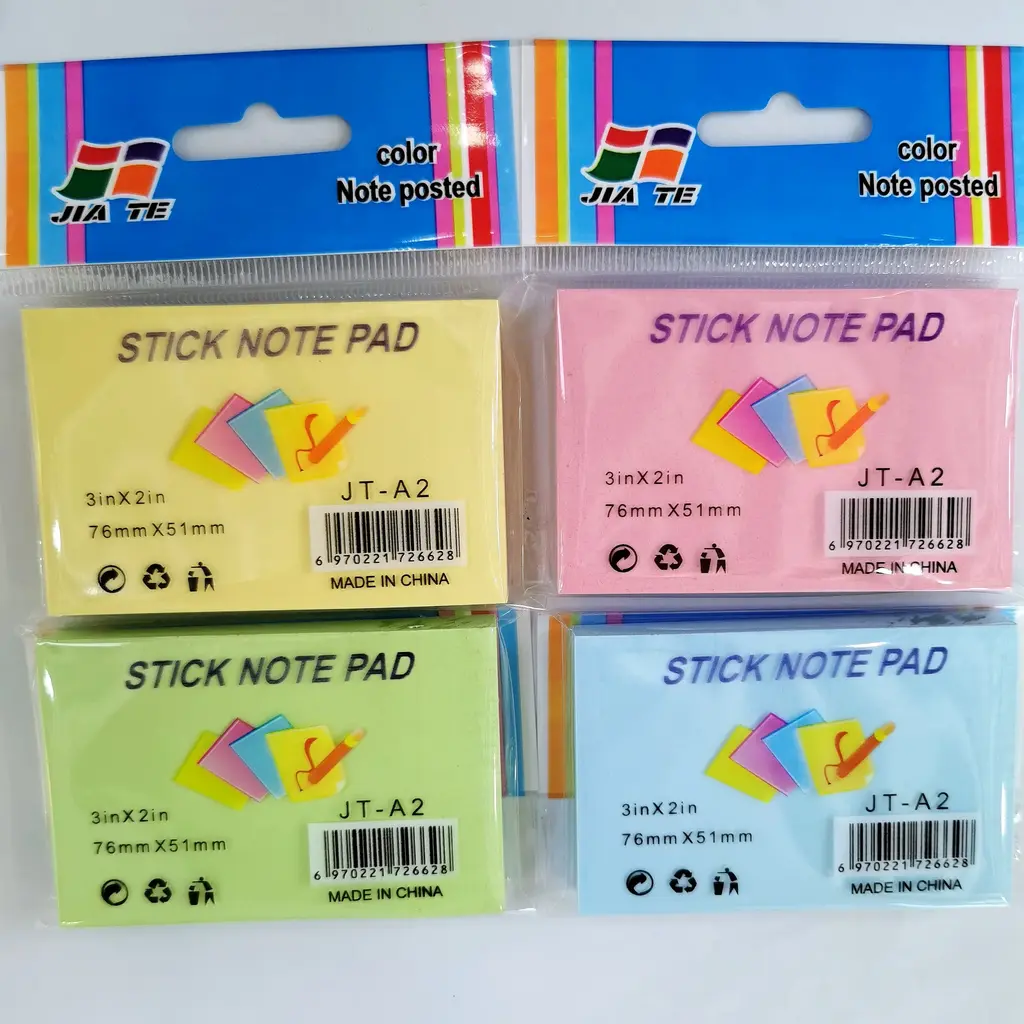 JIA TE
color
Note posted
JIA TE
color
Note posted
STICK NOTE PAD
3inX2in
76mmX51mm
JT-A2
6 970221 726628
MADE IN CHINA
STICK NOTE PAD
3inX2in
76mmX51mm
JT-A2
6 970221 726628
MADE IN CHINA
STICK NOTE PAD
3inX2in
76mmX51mm
JT-A2
6 970221 726628
MADE IN CHINA
STICK NOTE PAD
3inX2in
76mmX51mm
JT-A2
6 970221 726628
MADE IN CHINA